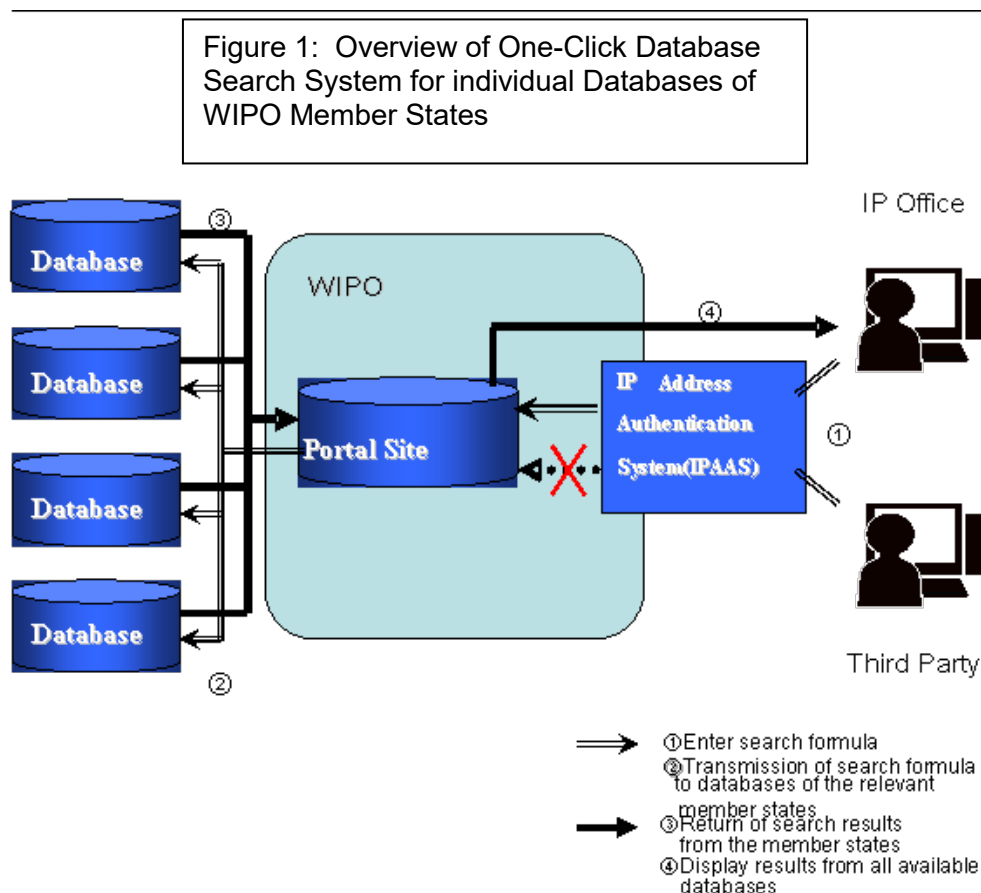 Figure 1:  Overview of One-Click Database
Search System for individual Databases of
WIPO Member States
③
IP Office
Database
WIPO
④
Database
IP Address
Authentication
System(IPAAS)
①
Portal Site
Database
Database
②
Third Party
①Enter search formula
②Transmission of search formula
to databases of the relevant
member states
③Return of search results
from the member states
④Display results from all available
databases